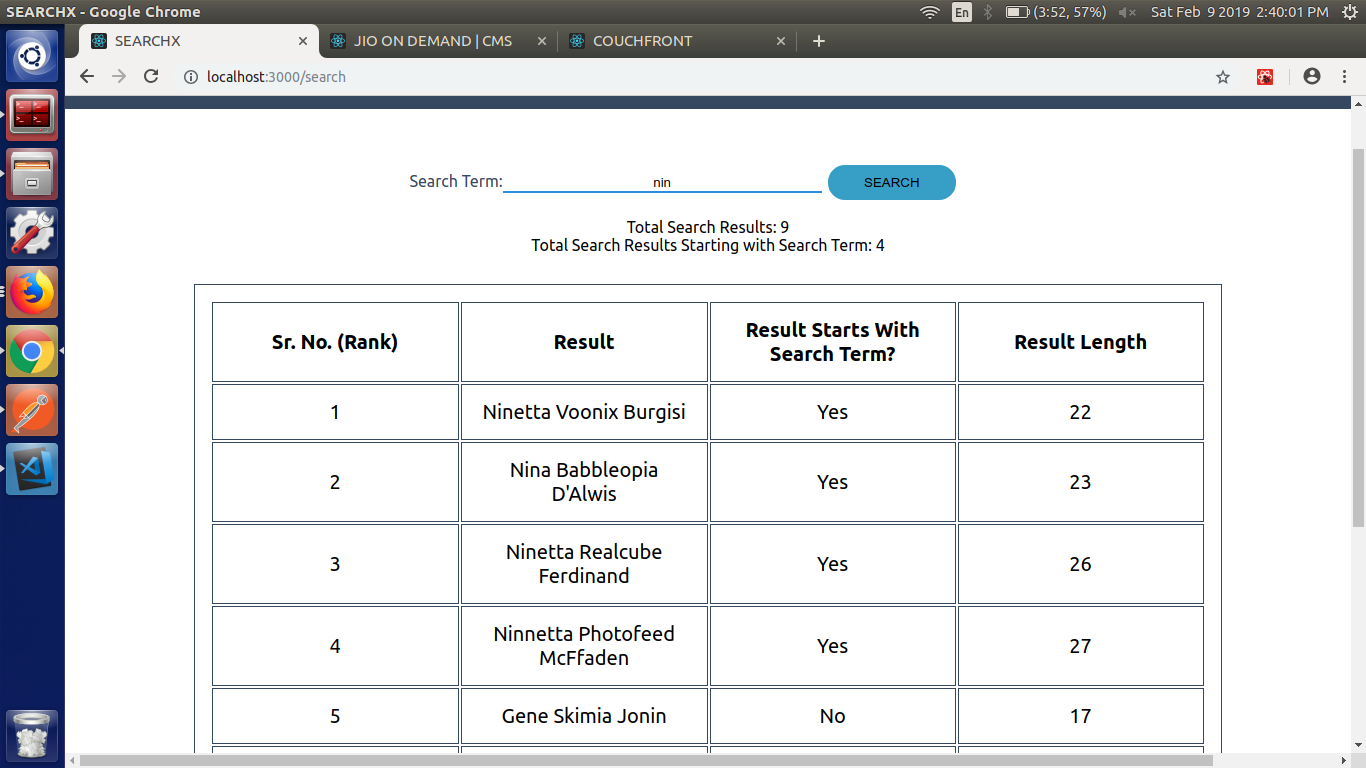 SEARCHX - Google Chrome
En
(3:52, 57%)
Sat Feb 9 2019 2:40:01 PM
SEARCHX
JIO ON DEMAND | CMS
COUCHFRONT
localhost:3000/search
Search Term:
nin
SEARCH
Total Search Results: 9
Total Search Results Starting with Search Term: 4
Sr. No. (Rank)
Result
Result Starts With
Search Term?
Result Length
1
Ninetta Voonix Burgisi
Yes
22
2
Nina Babbleopia
D'Alwis
Yes
23
3
Ninetta Realcube
Ferdinand
Yes
26
4
Ninnetta Photofeed
McFfaden
Yes
27
5
Gene Skimia Jonin
No
17